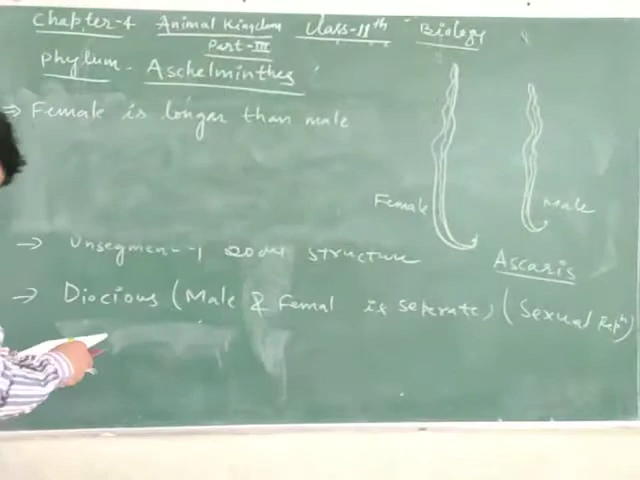 Chapter-4 Animal Kingdom Class-11th Biology
Part-III
Phylum- Aschelminthes
⇒ Female is longer than male
Female
Male
Ascaris
→ structure
→ Diocious (Male & Femal is seperate) (Sexual Repⁿ)